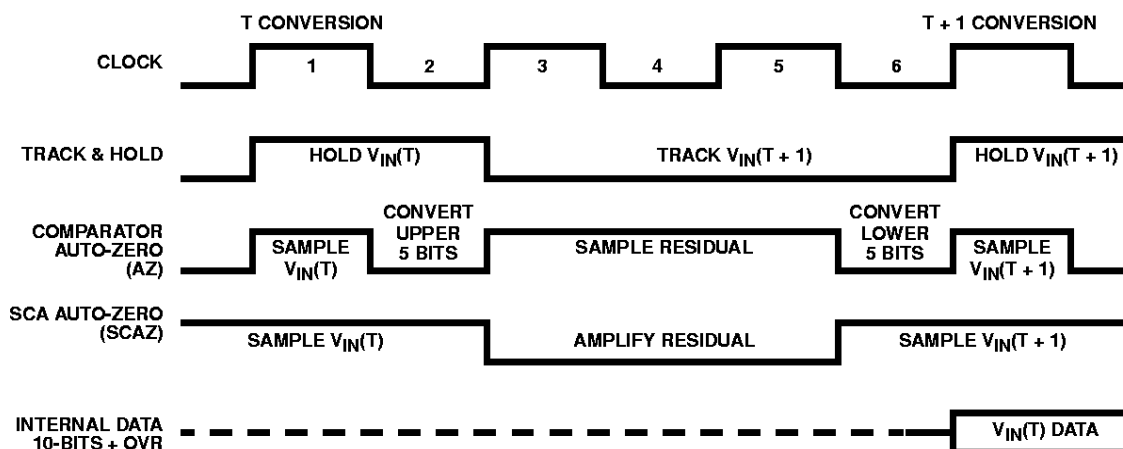 T CONVERSION
T + 1 CONVERSION
CLOCK
1
2
3
4
5
6
TRACK & HOLD
HOLD VIN(T)
TRACK VIN(T + 1)
HOLD VIN(T + 1)
COMPARATOR
AUTO-ZERO
(AZ)
SAMPLE
VIN(T)
CONVERT
UPPER
5 BITS
SAMPLE RESIDUAL
CONVERT
LOWER
5 BITS
SAMPLE
VIN(T + 1)
SCA AUTO-ZERO
(SCAZ)
SAMPLE VIN(T)
AMPLIFY RESIDUAL
SAMPLE VIN(T + 1)
INTERNAL DATA
10-BITS + OVR
VIN(T) DATA